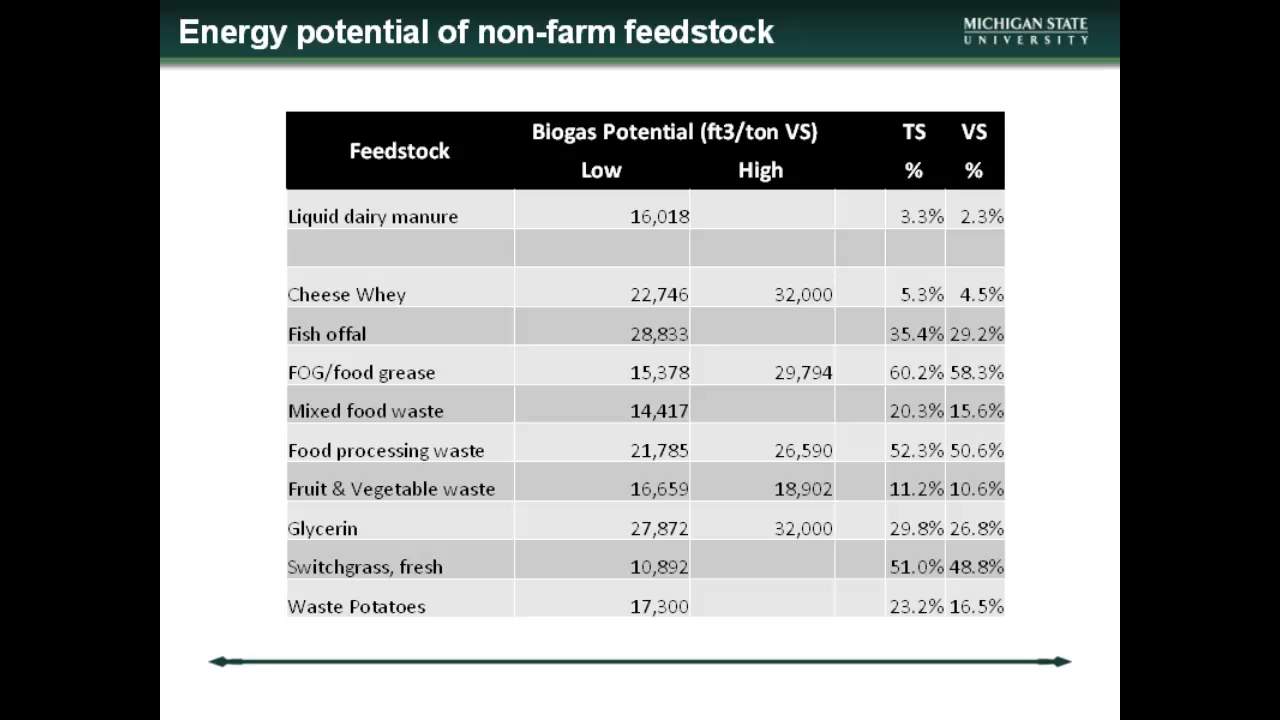 Energy potential of non-farm feedstock
MICHIGAN STATE
UNIVERSITY
Feedstock Biogas Potential (ft3/ton VS) TS VS
Low High % %
Liquid dairy manure 16,018 3.3% 2.3%
Cheese Whey 22,746 32,000 5.3% 4.5%
Fish offal 28,833 35.4% 29.2%
FOG/food grease 15,378 29,794 60.2% 58.3%
Mixed food waste 14,417 20.3% 15.6%
Food processing waste 21,785 26,590 52.3% 50.6%
Fruit & Vegetable waste 16,659 18,902 11.2% 10.6%
Glycerin 27,872 32,000 29.8% 26.8%
Switchgrass, fresh 10,892 51.0% 48.8%
Waste Potatoes 17,300 23.2% 16.5%